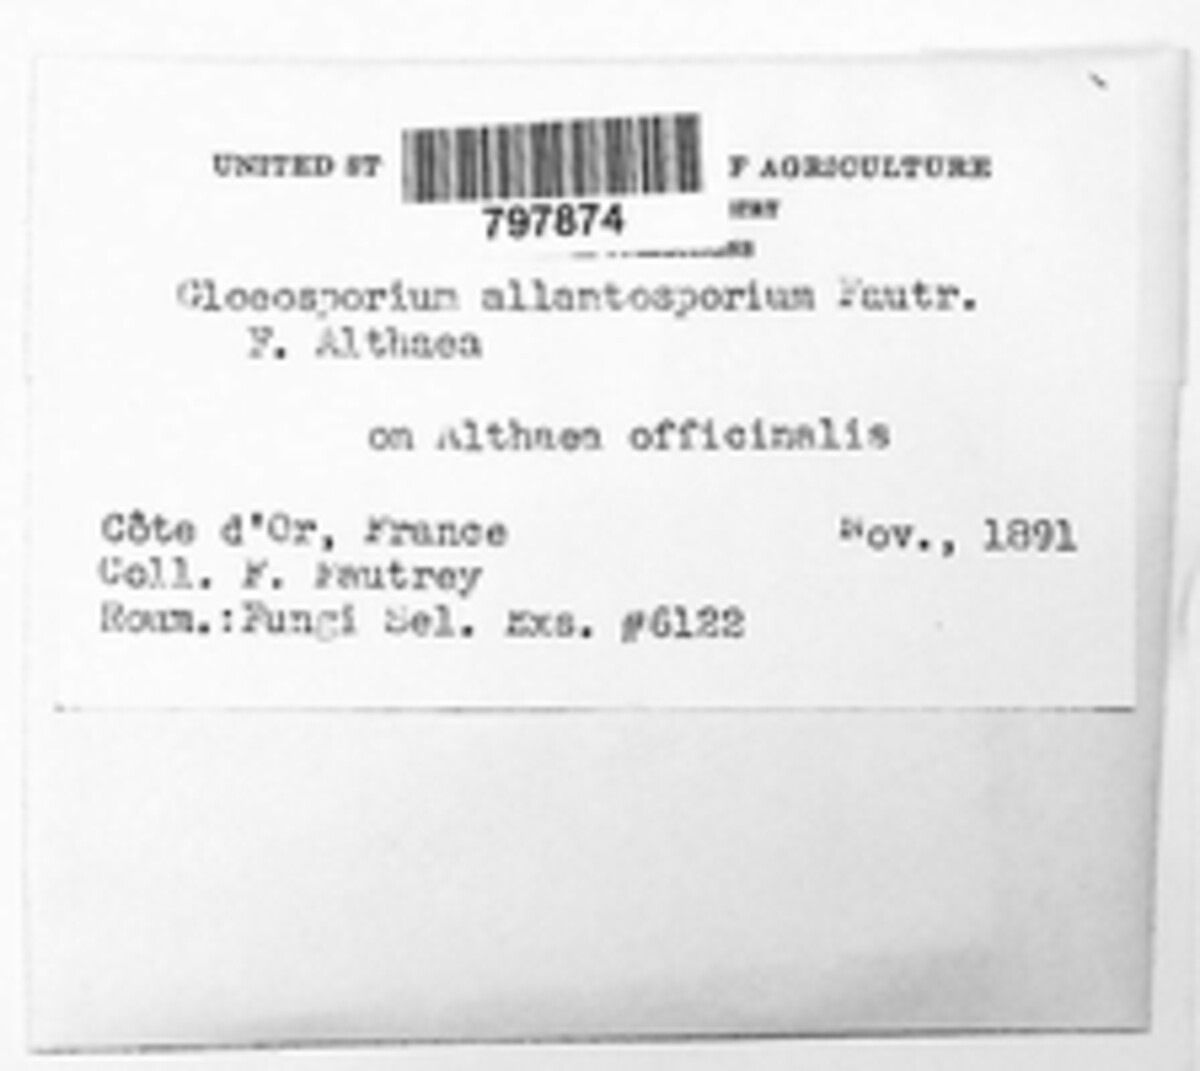 UNITED ST F AGRICULTURE
797874
Gloeosporium allantosporium Fautr.
F. Althaea
on Althaea officinalis
Côte d'Or, France Nov., 1891
Coll. F. Fautrey
Roum.:Fungi Sel. Exs. #6122